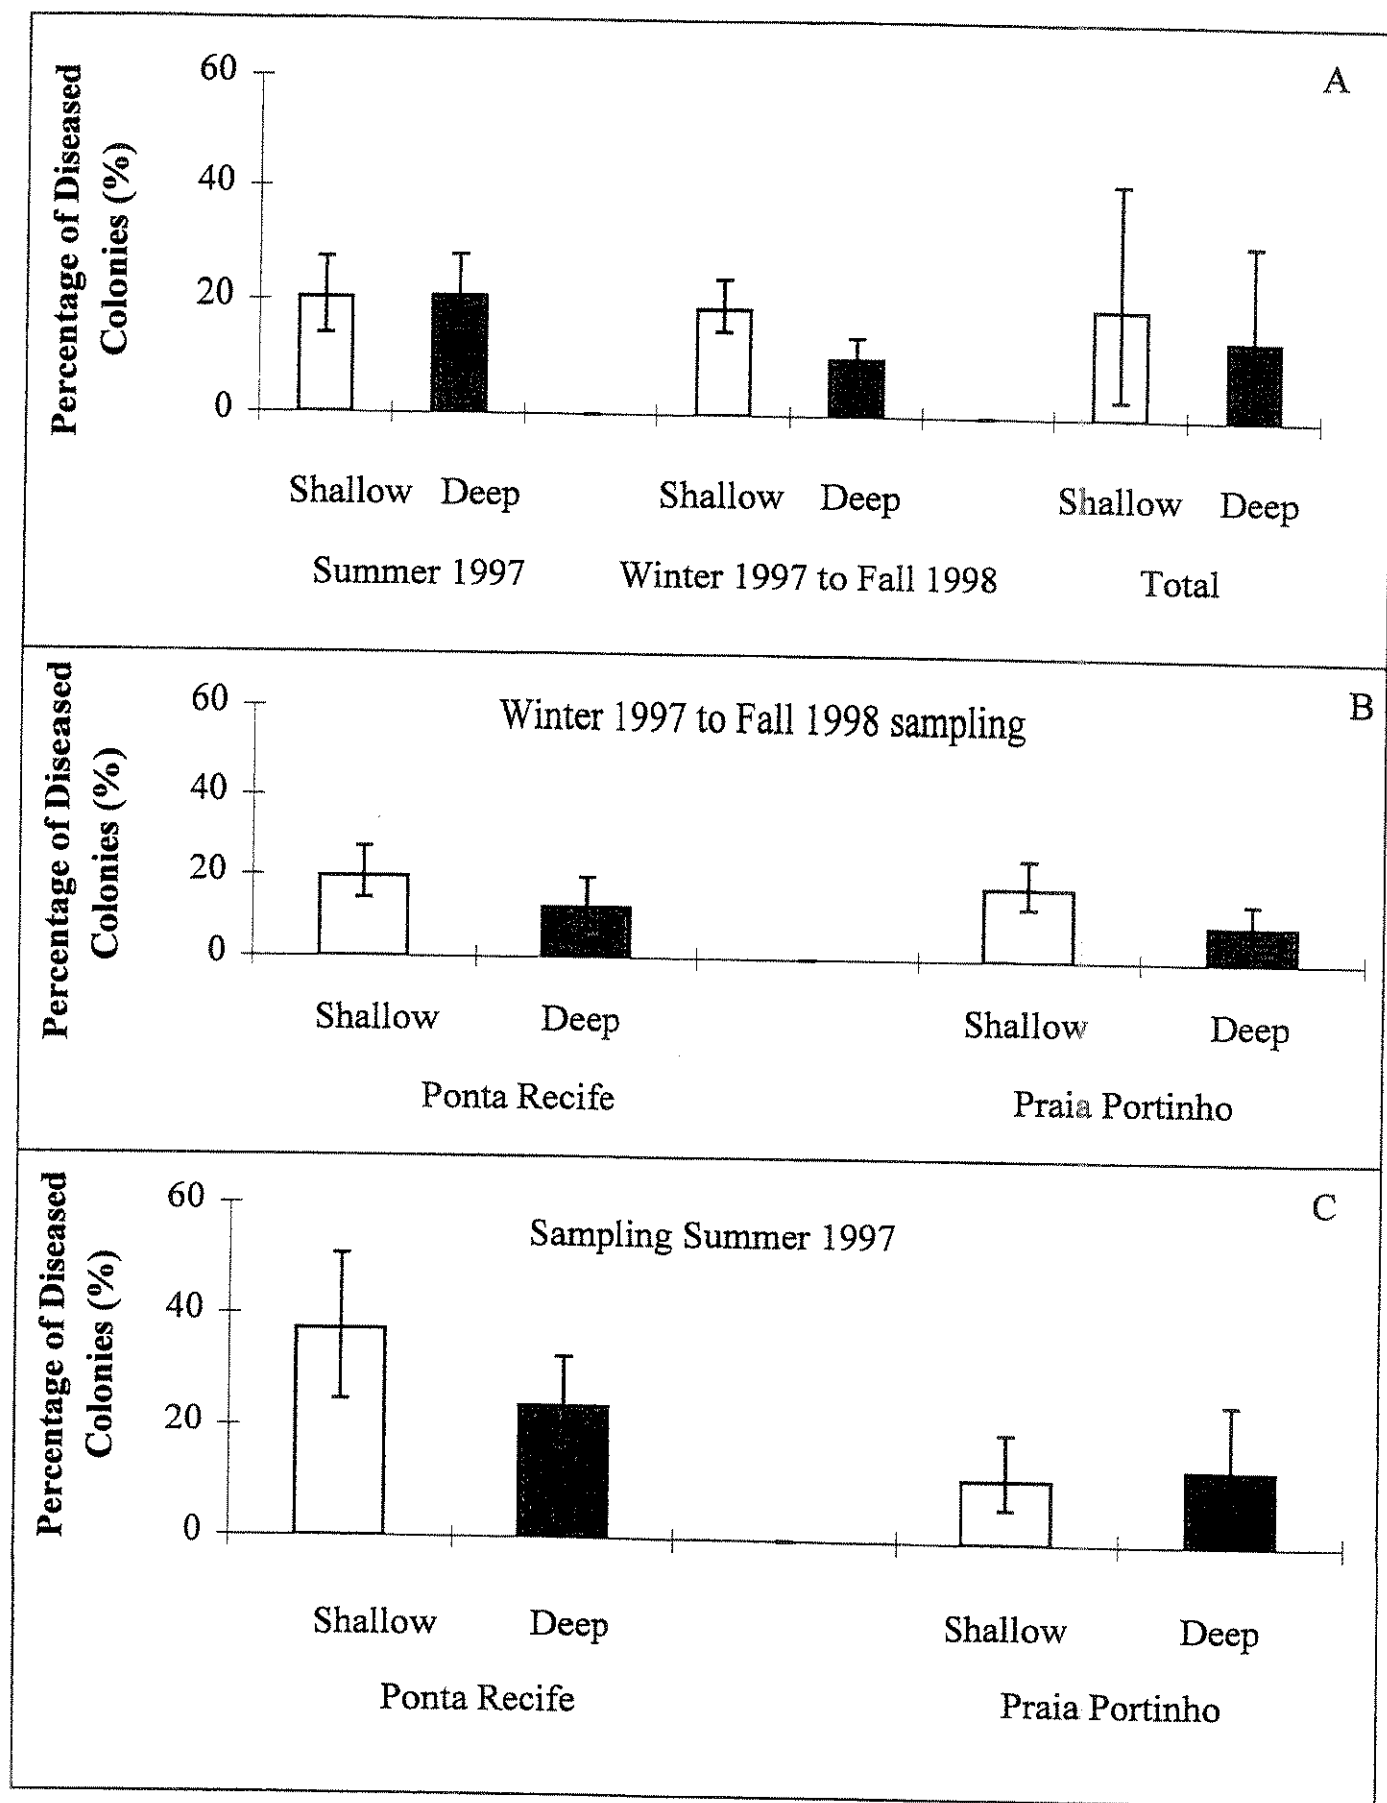 A
Percentage of Diseased
Colonies (%)
60
40
20
0
Shallow Deep Shallow Deep Shallow Deep
Summer 1997 Winter 1997 to Fall 1998 Total
B
Winter 1997 to Fall 1998 sampling
Percentage of Diseased
Colonies (%)
60
40
20
0
Shallow Deep Shallow Deep
Ponta Recife Praia Portinho
C
Sampling Summer 1997
Percentage of Diseased
Colonies (%)
60
40
20
0
Shallow Deep Shallow Deep
Ponta Recife Praia Portinho